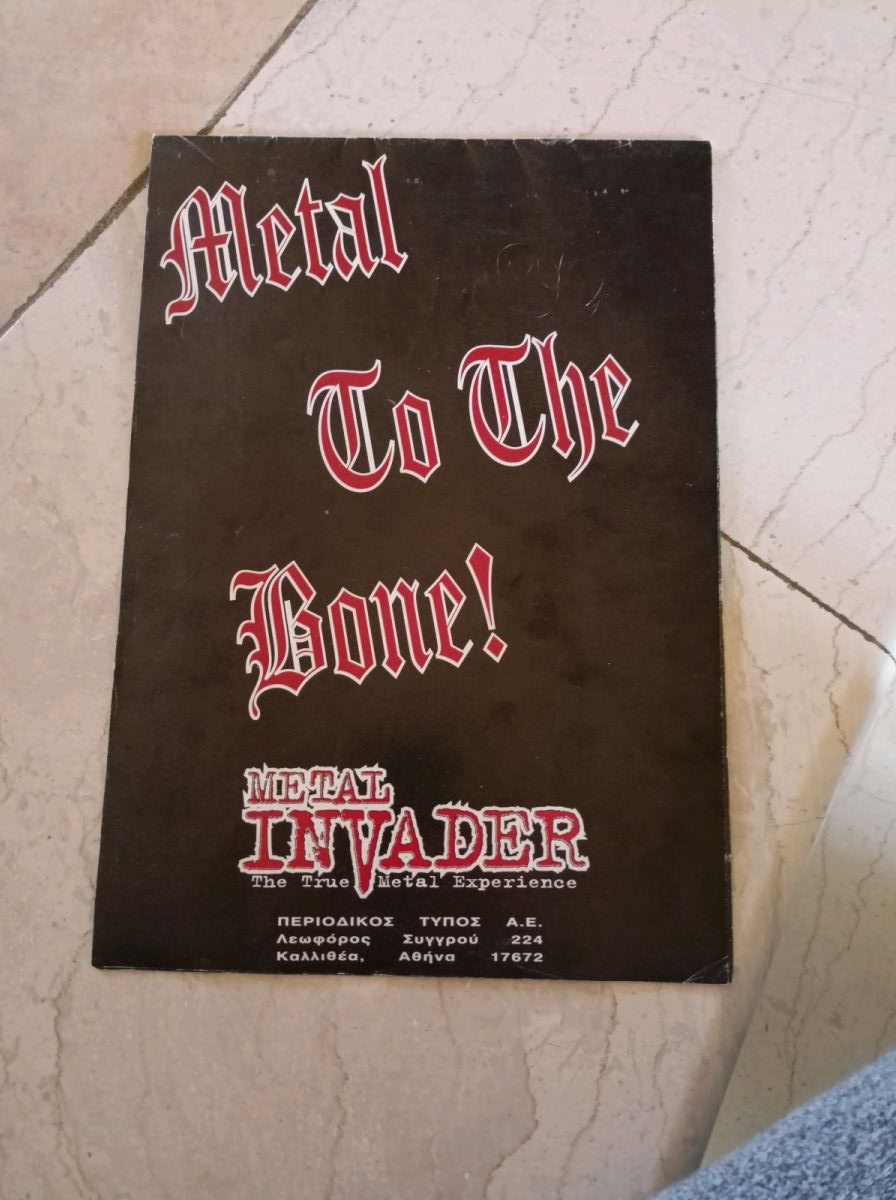 Metal
To The
Bone!
METAL
INVADER
The True Metal Experience
ΠΕΡΙΟΔΙΚΟΣ ΤΥΠΟΣ Α.Ε.
Λεωφόρος Συγγρού 224
Καλλιθέα, Αθήνα 17672